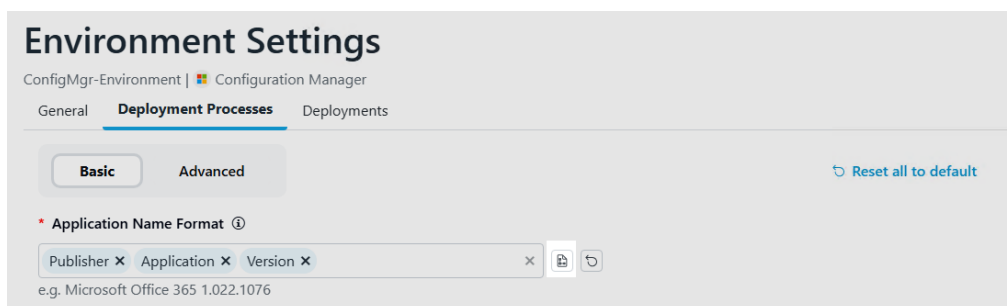 Environment Settings
ConfigMgr-Environment | Configuration Manager
General Deployment Processes Deployments
Basic Advanced Reset all to default
* Application Name Format
Publisher × Application × Version ×
e.g. Microsoft Office 365 1.022.1076